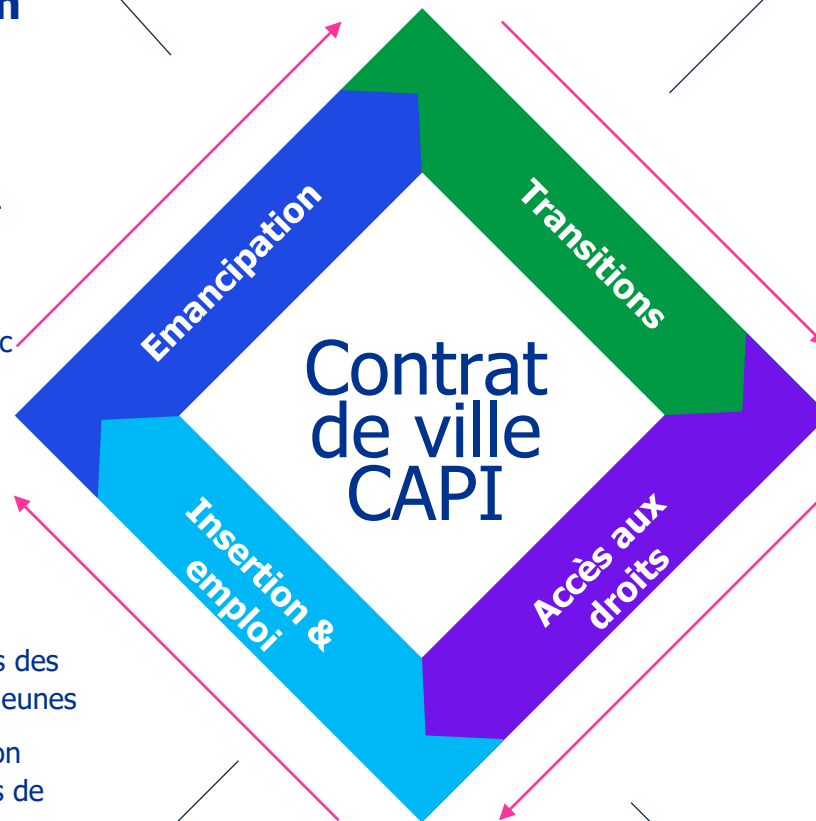 Emancipation
Transitions
Contrat
de ville
CAPI
Insertion &
emploi
Accès aux
droits
s des
eunes
on
s de